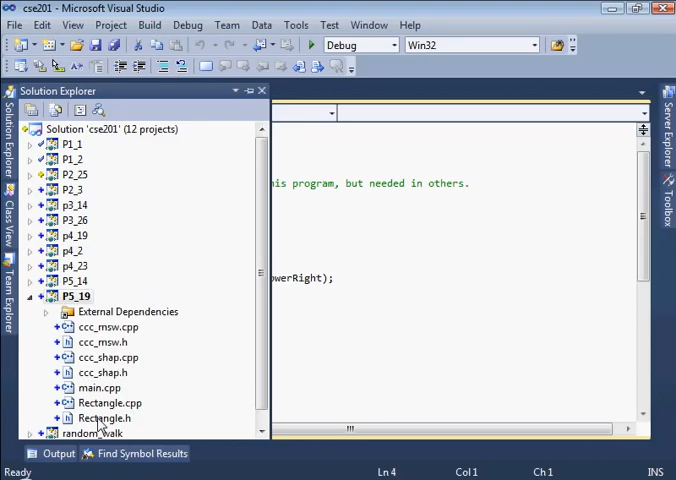 cse201 - Microsoft Visual Studio
File Edit View Project Build Debug Team Data Tools Test Window Help
Debug Win32
Solution Explorer
Solution 'cse201' (12 projects)
P1_1
P1_2
P2_25
P2_3
p3_14
P3_26
p4_19
p4_2
p4_23
P5_14
P5_19
External Dependencies
ccc_msw.cpp
ccc_msw.h
ccc_shap.cpp
ccc_shap.h
main.cpp
Rectangle.cpp
Rectangle.h
random_walk
his program, but needed in others.
owerRight);
Solution Explorer
Class View
Team Explorer
Server Explorer
Toolbox
Output Find Symbol Results
Ready Ln 4 Col 1 Ch 1 INS